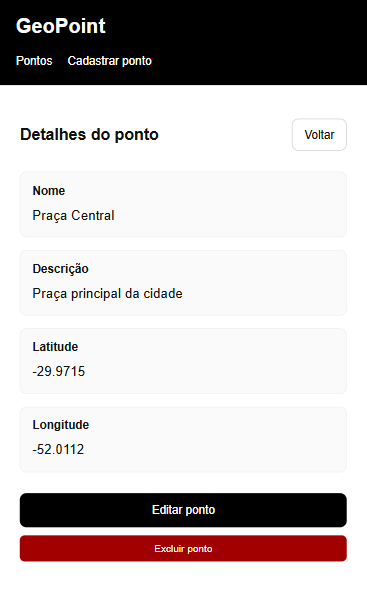 GeoPoint
Pontos Cadastrar ponto
Detalhes do ponto Voltar
Nome
Praça Central
Descrição
Praça principal da cidade
Latitude
-29.9715
Longitude
-52.0112
Editar ponto
Excluir ponto